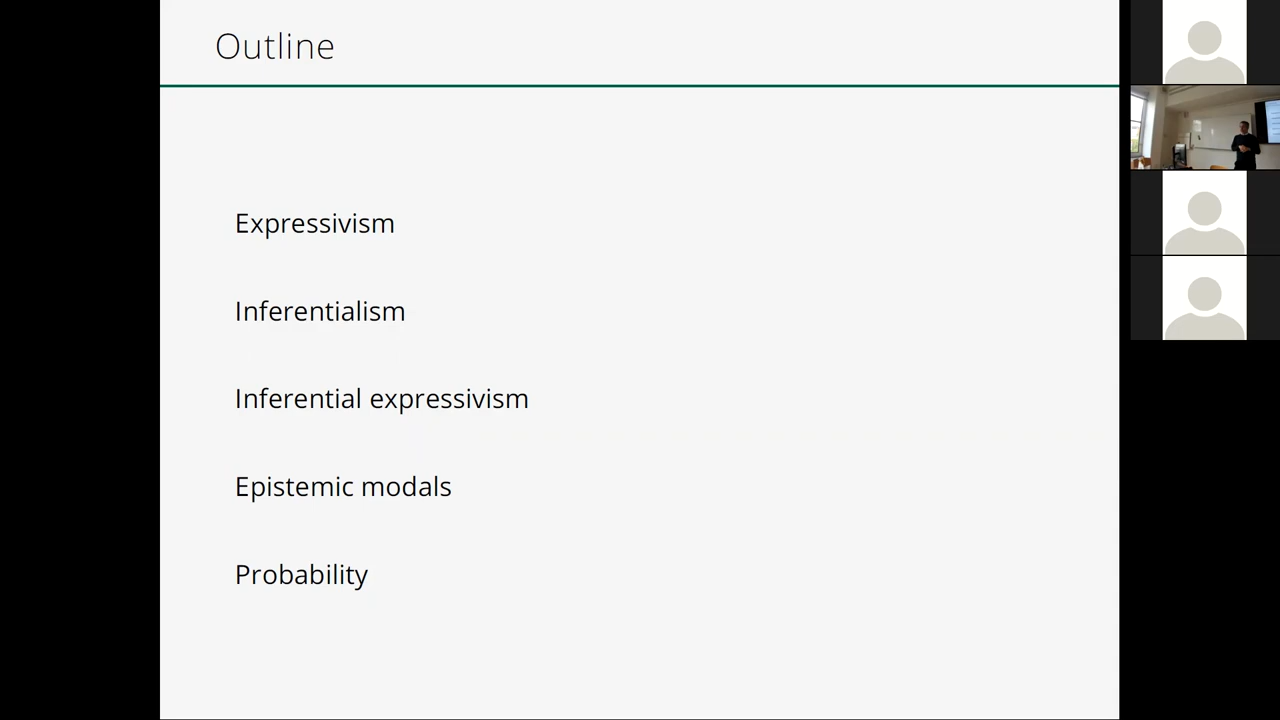 Outline
Expressivism
Inferentialism
Inferential expressivism
Epistemic modals
Probability